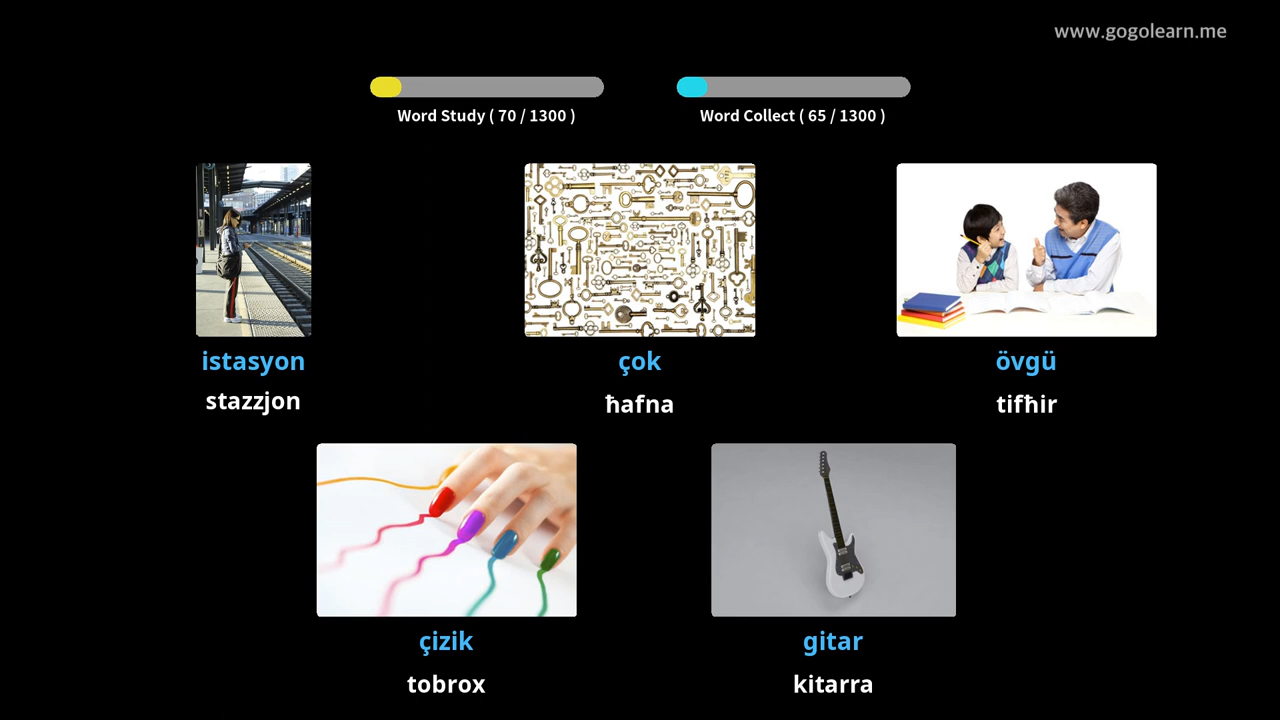 www.gogolearn.me
Word Study ( 70 / 1300 )
Word Collect ( 65 / 1300 )
istasyon
stazzjon
çok
ħafna
övgü
tifħir
çizik
tobrox
gitar
kitarra